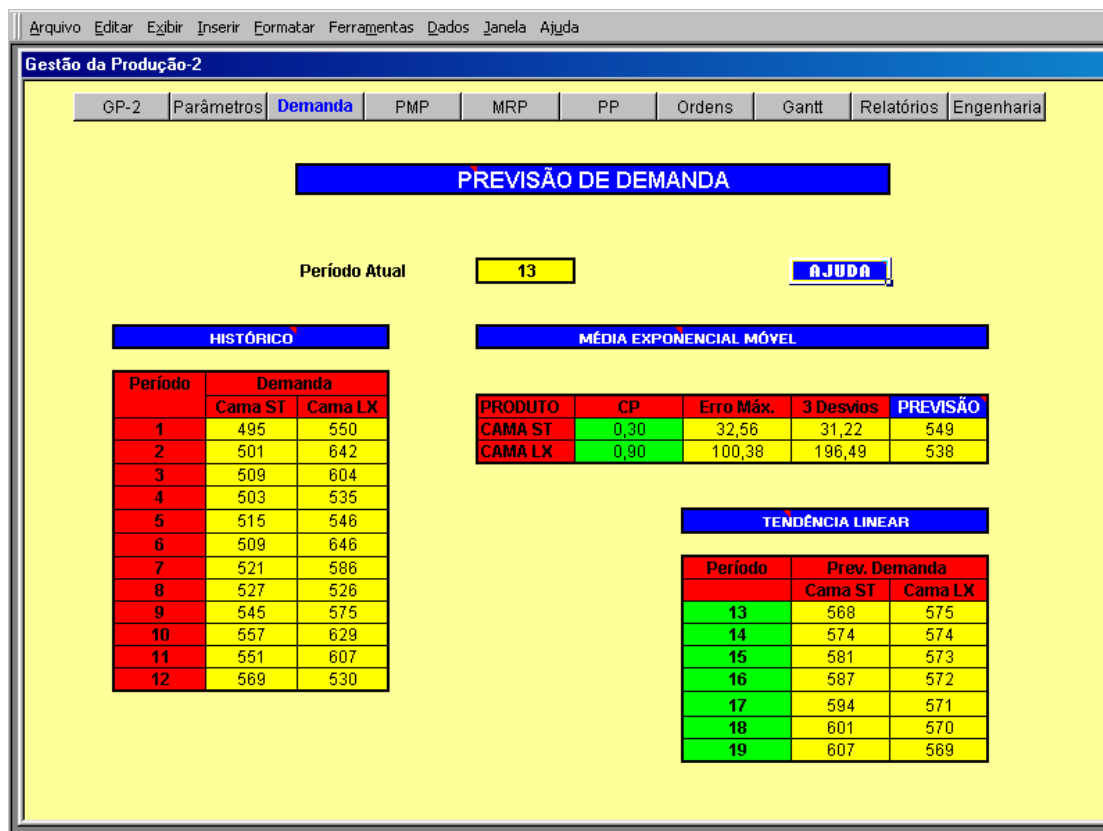 Arquivo Editar Exibir Inserir Formatar Ferramentas Dados Janela Ajuda
Gestão da Produção-2
GP-2 Parâmetros Demanda PMP MRP PP Ordens Gantt Relatórios Engenharia
PREVISÃO DE DEMANDA
Período Atual 13 AJUDA
HISTÓRICO
Período Demanda
Cama ST Cama LX
1 495 550
2 501 642
3 509 604
4 503 535
5 515 546
6 509 646
7 521 586
8 527 526
9 545 575
10 557 629
11 551 607
12 569 530
MÉDIA EXPONENCIAL MÓVEL
PRODUTO CP Erro Máx. 3 Desvios PREVISÃO
CAMA ST 0,30 32,56 31,22 549
CAMA LX 0,90 100,38 196,49 538
TENDÊNCIA LINEAR
Período Prev. Demanda
Cama ST Cama LX
13 568 575
14 574 574
15 581 573
16 587 572
17 594 571
18 601 570
19 607 569